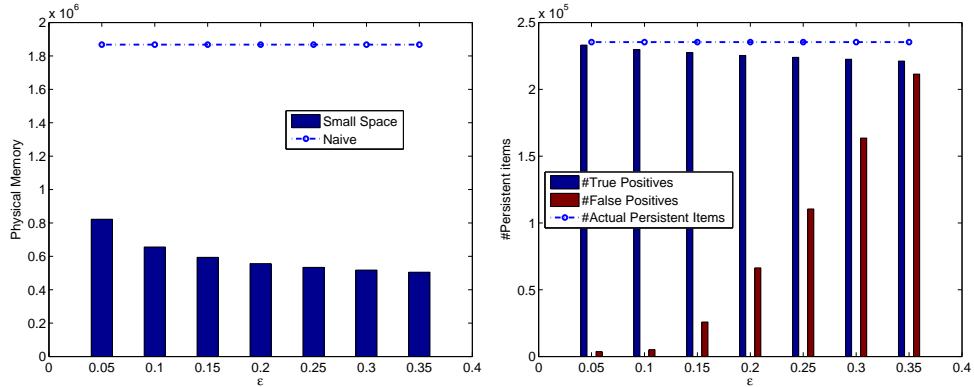 x 10^6
2
1.8
1.6
1.4
1.2
1
0.8
0.6
0.4
0.2
0
Physical Memory
Small Space
Naive
0 0.05 0.1 0.15 0.2 0.25 0.3 0.35 0.4
ε
x 10^5
2.5
2
1.5
1
0.5
0
#Persistent items
#True Positives
#False Positives
#Actual Persistent Items
0 0.05 0.1 0.15 0.2 0.25 0.3 0.35 0.4
ε